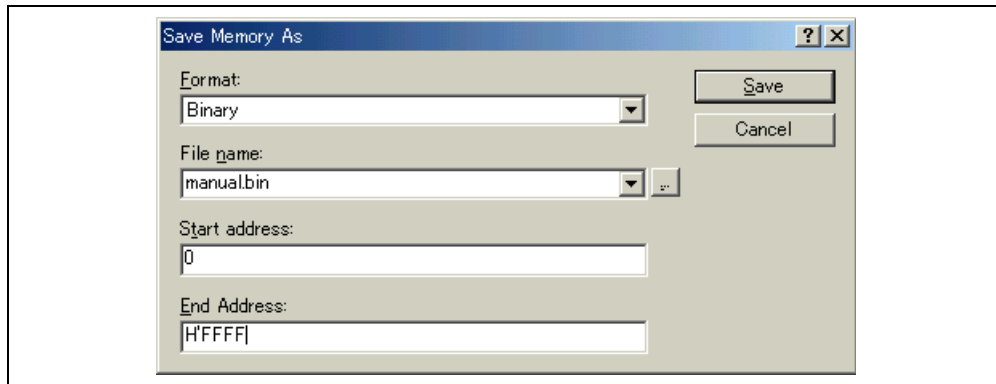 Save Memory As
Format:
Save
Binary
Cancel
File name:
manual.bin
...
Start address:
0
End Address:
H'FFFF